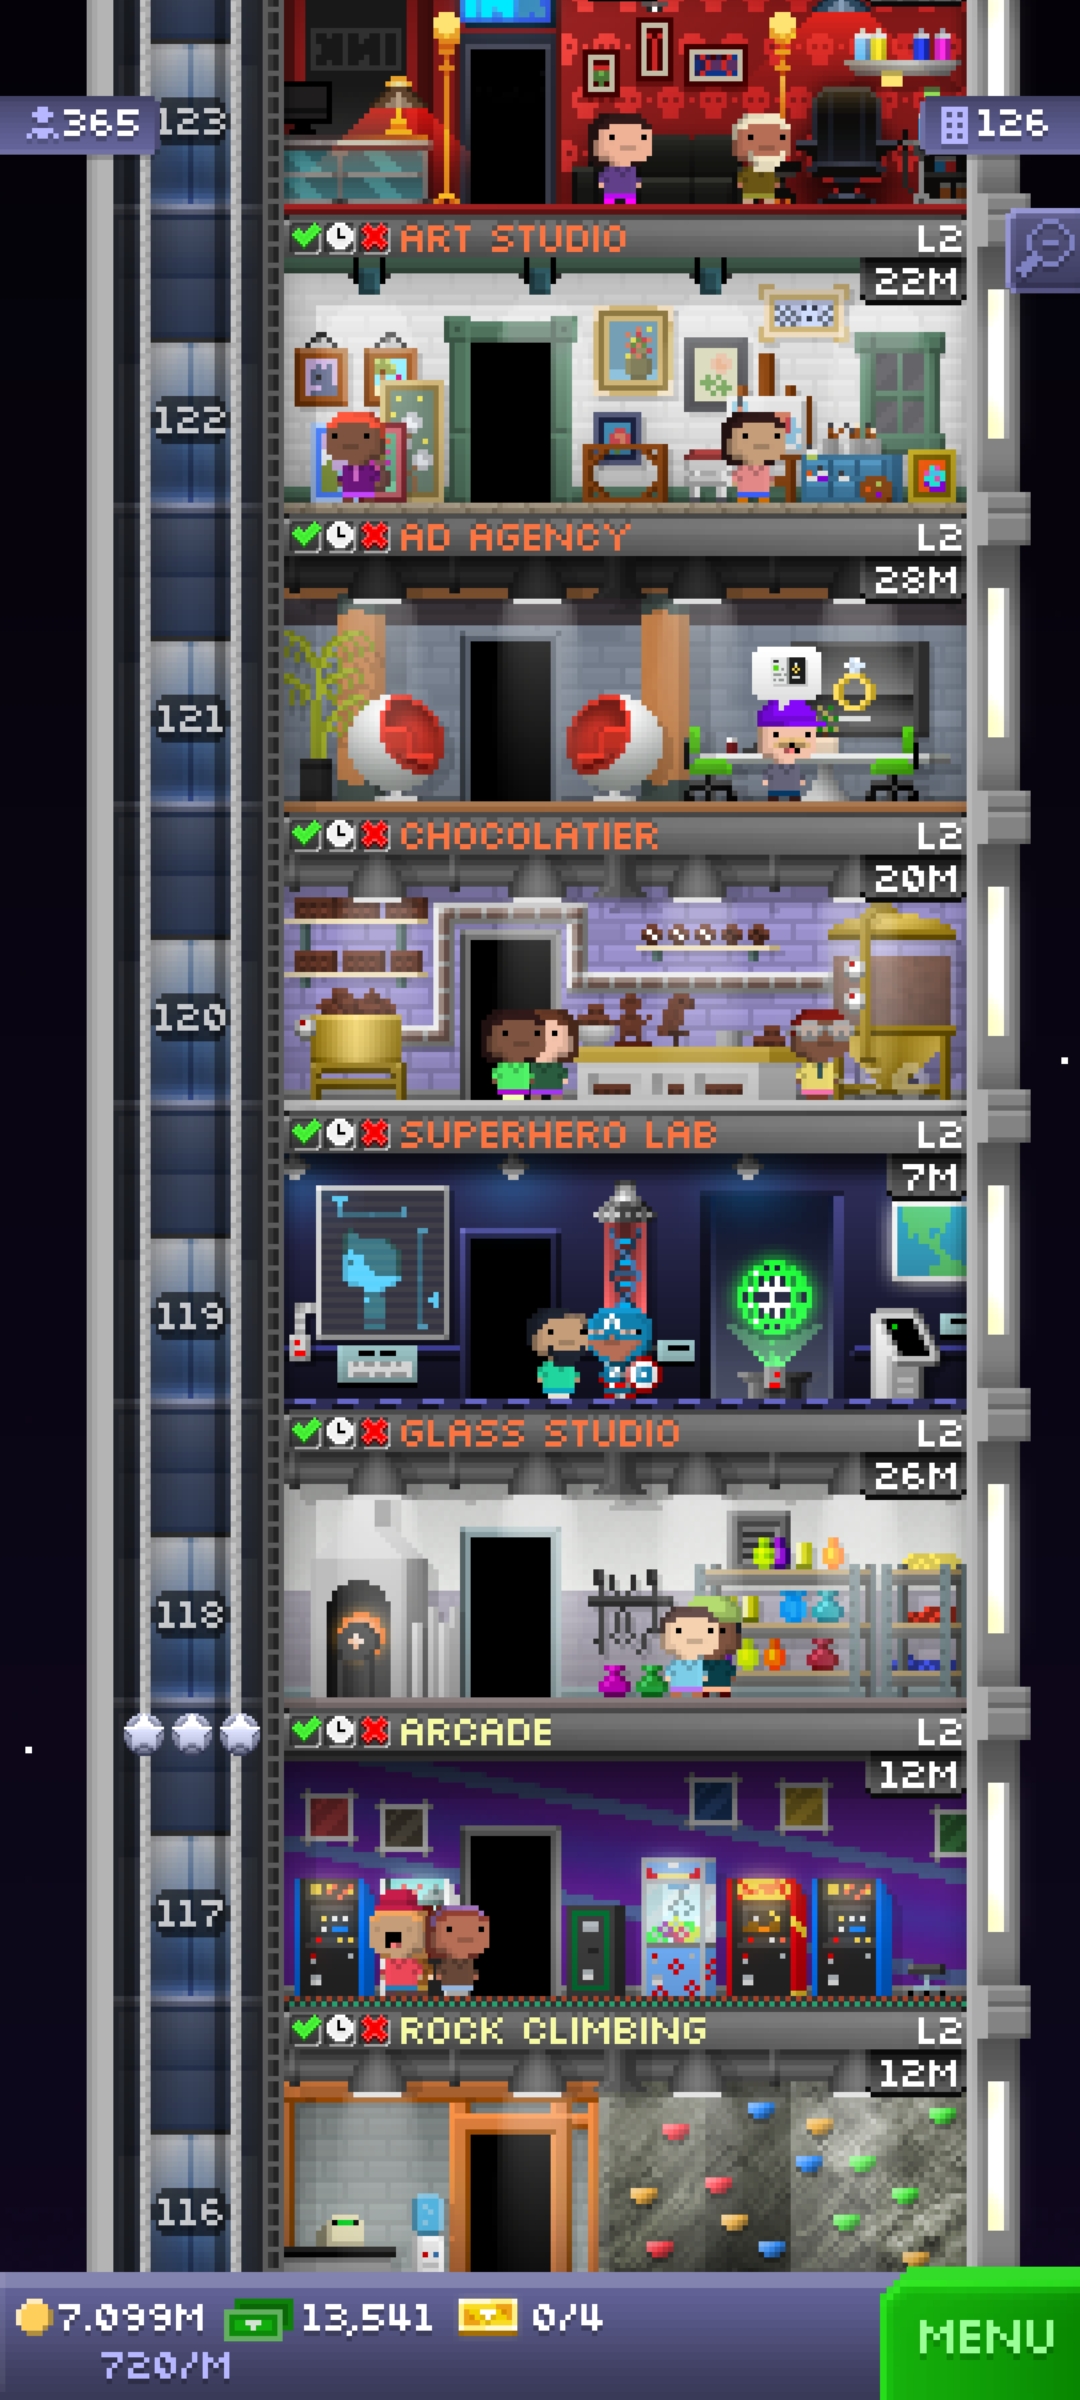 INK
365
123
126
ART STUDIO L2
22M
122
AD AGENCY L2
28M
121
CHOCOLATIER L2
20M
120
SUPERHERO LAB L2
7M
119
GLASS STUDIO L2
26M
118
ARCADE L2
12M
117
ROCK CLIMBING L2
12M
116
7.099M 13,541 0/4
720/M
MENU